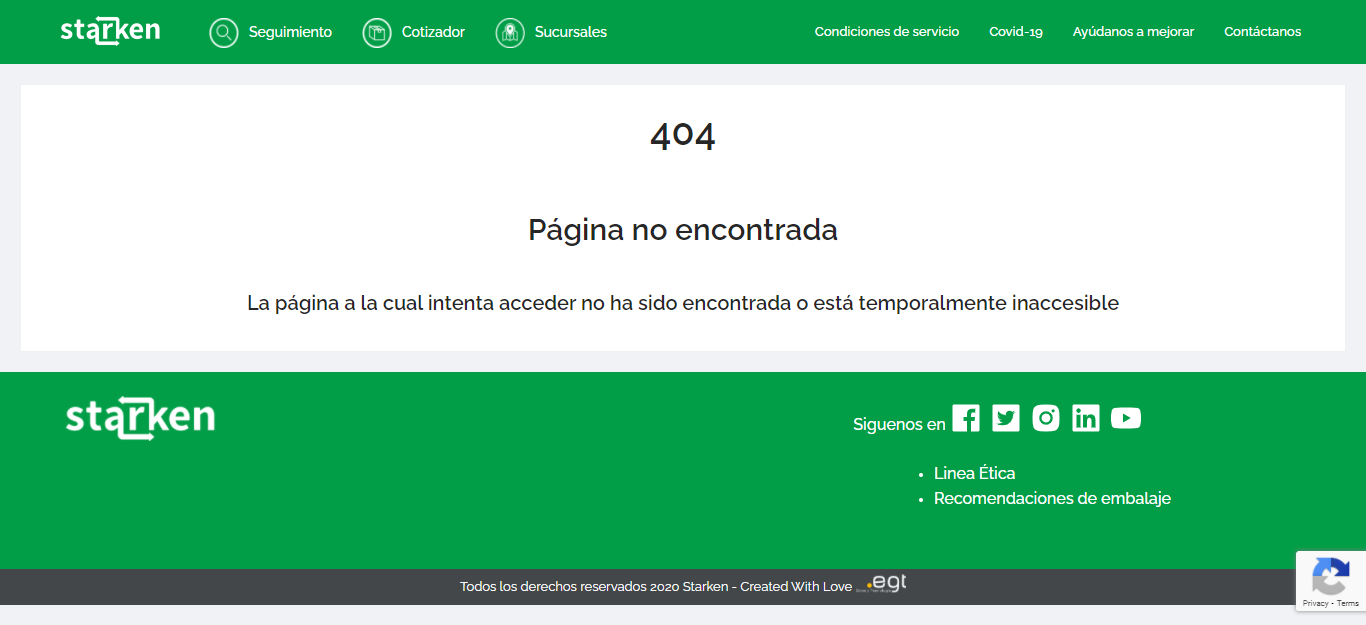 starken
Seguimiento
Cotizador
Sucursales
Condiciones de servicio
Covid-19
Ayúdanos a mejorar
Contáctanos
404
Página no encontrada
La página a la cual intenta acceder no ha sido encontrada o está temporalmente inaccesible
starken
Siguenos en
Linea Ética
Recomendaciones de embalaje
Todos los derechos reservados 2020 Starken - Created With Love
.egt
Privacy - Terms